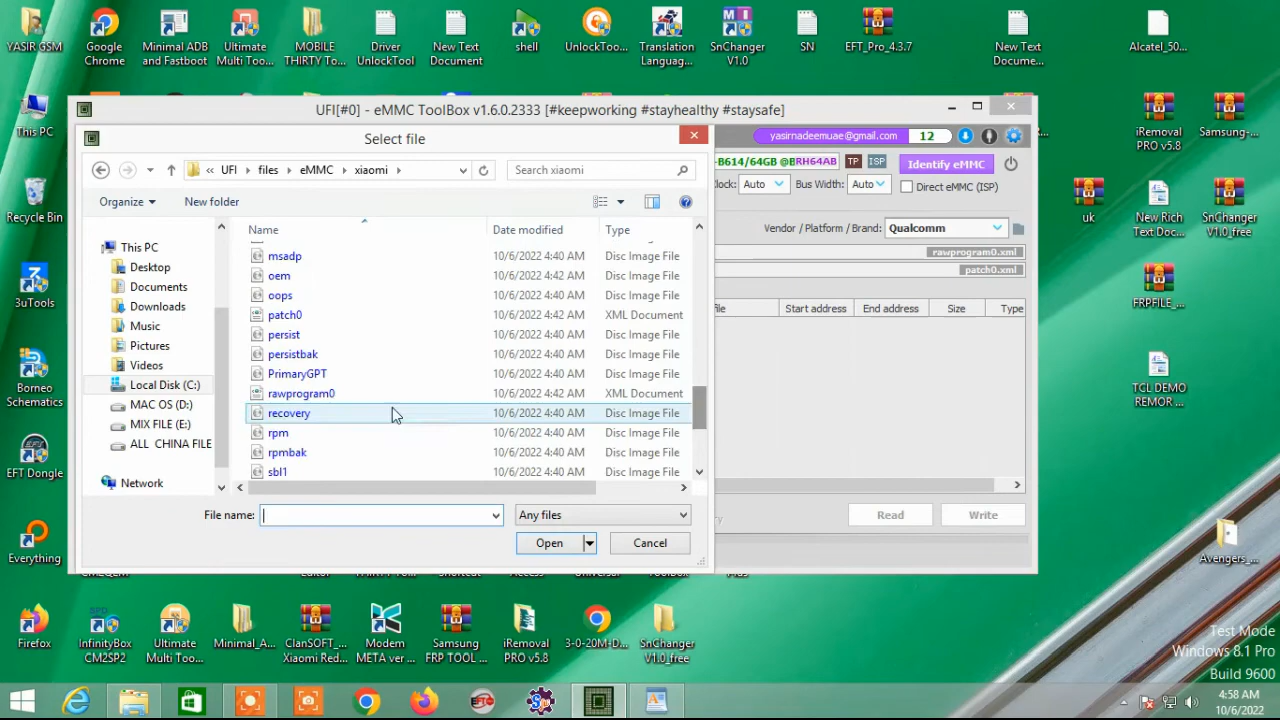 YASIR GSM
Google
Chrome
Minimal ADB
and Fastboot
Ultimate
Multi Too...
MOBILE
THIRTY To...
Driver
UnlockTool
New Text
Document
shell
UnlockToo...
Translation
Languag...
SnChanger
V1.0
SN
EFT_Pro_4.3.7
New Text
Docume...
Alcatel_50...
UFI[#0] - eMMC ToolBox v1.6.0.2333 [#keepworking #stayhealthy #staysafe]
Select file
yasirnadeemuae@gmail.com
12
This PC
iRemoval
PRO v5.8
Samsung-...
UFI
files
eMMC
xiaomi
Search xiaomi
-B614/64GB @BRH64AB
TP
ISP
Identify eMMC
Clock:
Auto
Bus Width:
Auto
Direct eMMC (ISP)
Organize
New folder
Recycle Bin
uk
New Rich
Text Doc...
SnChanger
V1.0_free
Name
Date modified
Type
Vendor / Platform / Brand:
Qualcomm
rawprogram0.xml
patch0.xml
This PC
Desktop
Documents
Downloads
Music
Pictures
Videos
Local Disk (C:)
MAC OS (D:)
MIX FILE (E:)
ALL CHINA FILE
Network
msadp 10/6/2022 4:40 AM Disc Image File
oem 10/6/2022 4:42 AM Disc Image File
oops 10/6/2022 4:40 AM Disc Image File
patch0 10/6/2022 4:42 AM XML Document
persist 10/6/2022 4:40 AM Disc Image File
persistbak 10/6/2022 4:40 AM Disc Image File
PrimaryGPT 10/6/2022 4:40 AM Disc Image File
rawprogram0 10/6/2022 4:42 AM XML Document
recovery 10/6/2022 4:40 AM Disc Image File
rpm 10/6/2022 4:40 AM Disc Image File
rpmbak 10/6/2022 4:40 AM Disc Image File
sbl1 10/6/2022 4:40 AM Disc Image File
Start address
End address
Size
Type
3uTools
FRPFILE_...
Borneo
Schematics
TCL DEMO
REMOR ...
EFT Dongle
File name:
Any files
Open
Cancel
Read
Write
Everything
Avengers_...
Firefox
InfinityBox
CM2SP2
Ultimate
Multi Too...
Minimal_A...
ClanSOFT_...
Xiaomi Red...
Modem
META ver ...
Samsung
FRP TOOL ...
iRemoval
PRO v5.8
3-0-20M-D...
SnChanger
V1.0_free
Test Mode
Windows 8.1 Pro
Build 9600
4:58 AM
10/6/2022